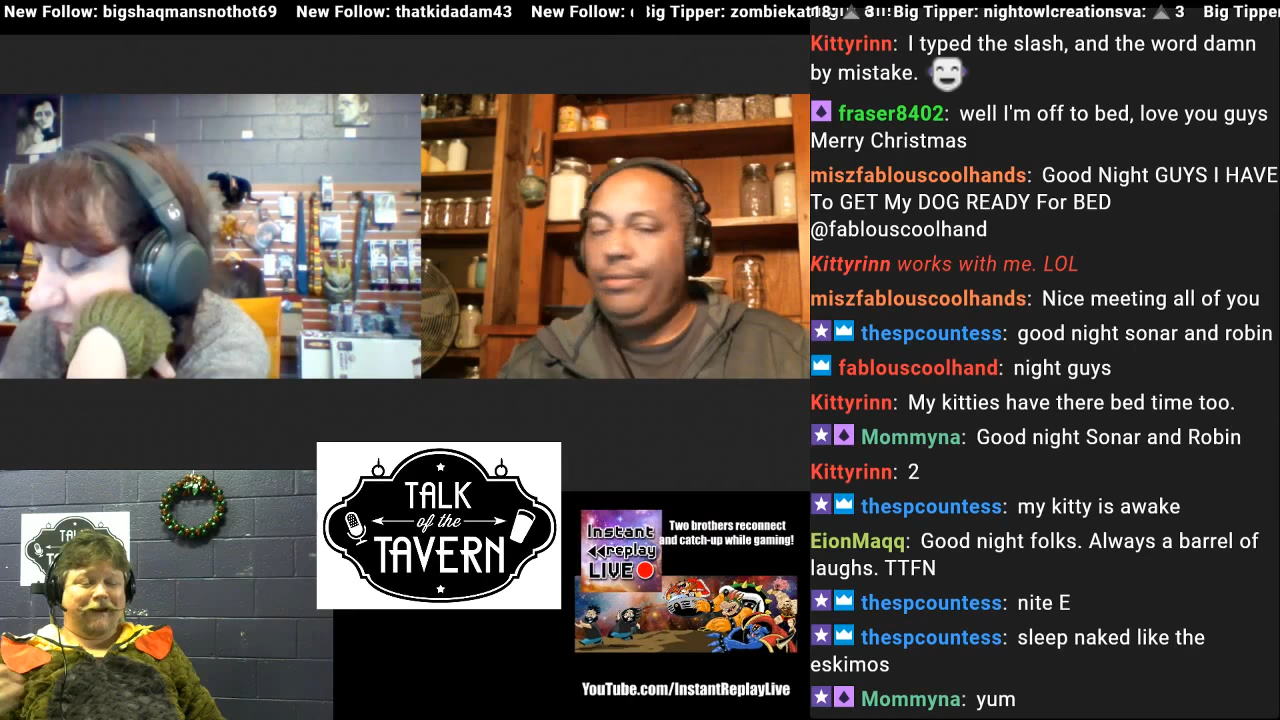 New Follow: bigshaqmansnothot69 New Follow: thatkidadam43 New Follow:
Big Tipper: nightowlcreationsva: 3 Big Tipper
Kittyrinn: I typed the slash, and the word damn
by mistake.
fraser8402: well I'm off to bed, love you guys
Merry Christmas
miszfablouscoolhands: Good Night GUYS I HAVE
To GET My DOG READY For BED
@fablouscoolhand
Kittyrinn works with me. LOL
miszfablouscoolhands: Nice meeting all of you
thespcountess: good night sonar and robin
fablouscoolhand: night guys
Kittyrinn: My kitties have there bed time too.
Mommyna: Good night Sonar and Robin
Kittyrinn: 2
thespcountess: my kitty is awake
EionMaqq: Good night folks. Always a barrel of
laughs. TTFN
thespcountess: nite E
thespcountess: sleep naked like the
eskimos
Mommyna: yum
TALK
of the
TAVERN
TALK
of the
TAVERN
Instant
replay
LIVE
Two brothers reconnect
and catch-up while gaming!
YouTube.com/InstantReplayLive